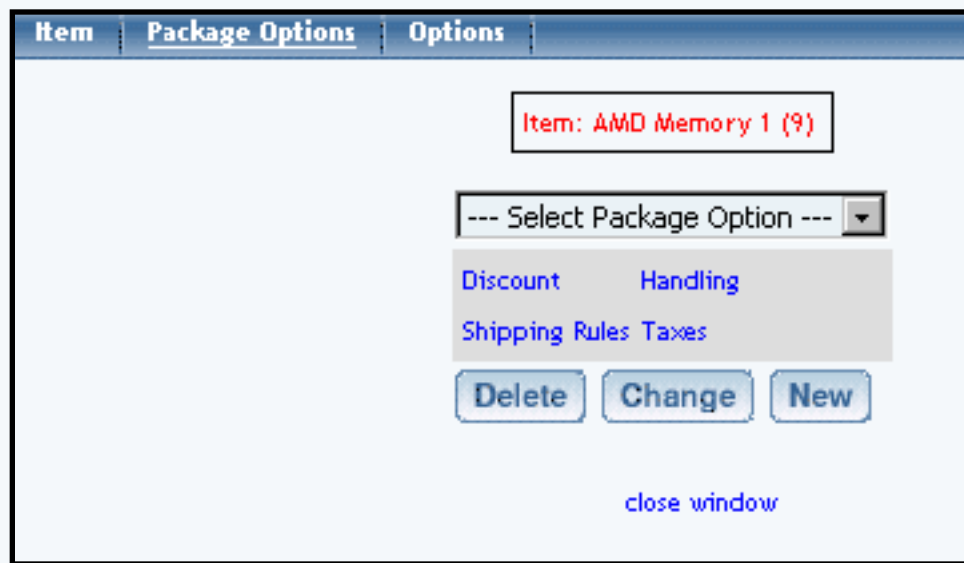 Item Package Options Options
Item: AMD Memory 1 (9)
--- Select Package Option ---
Discount Handling
Shipping Rules Taxes
Delete Change New
close window